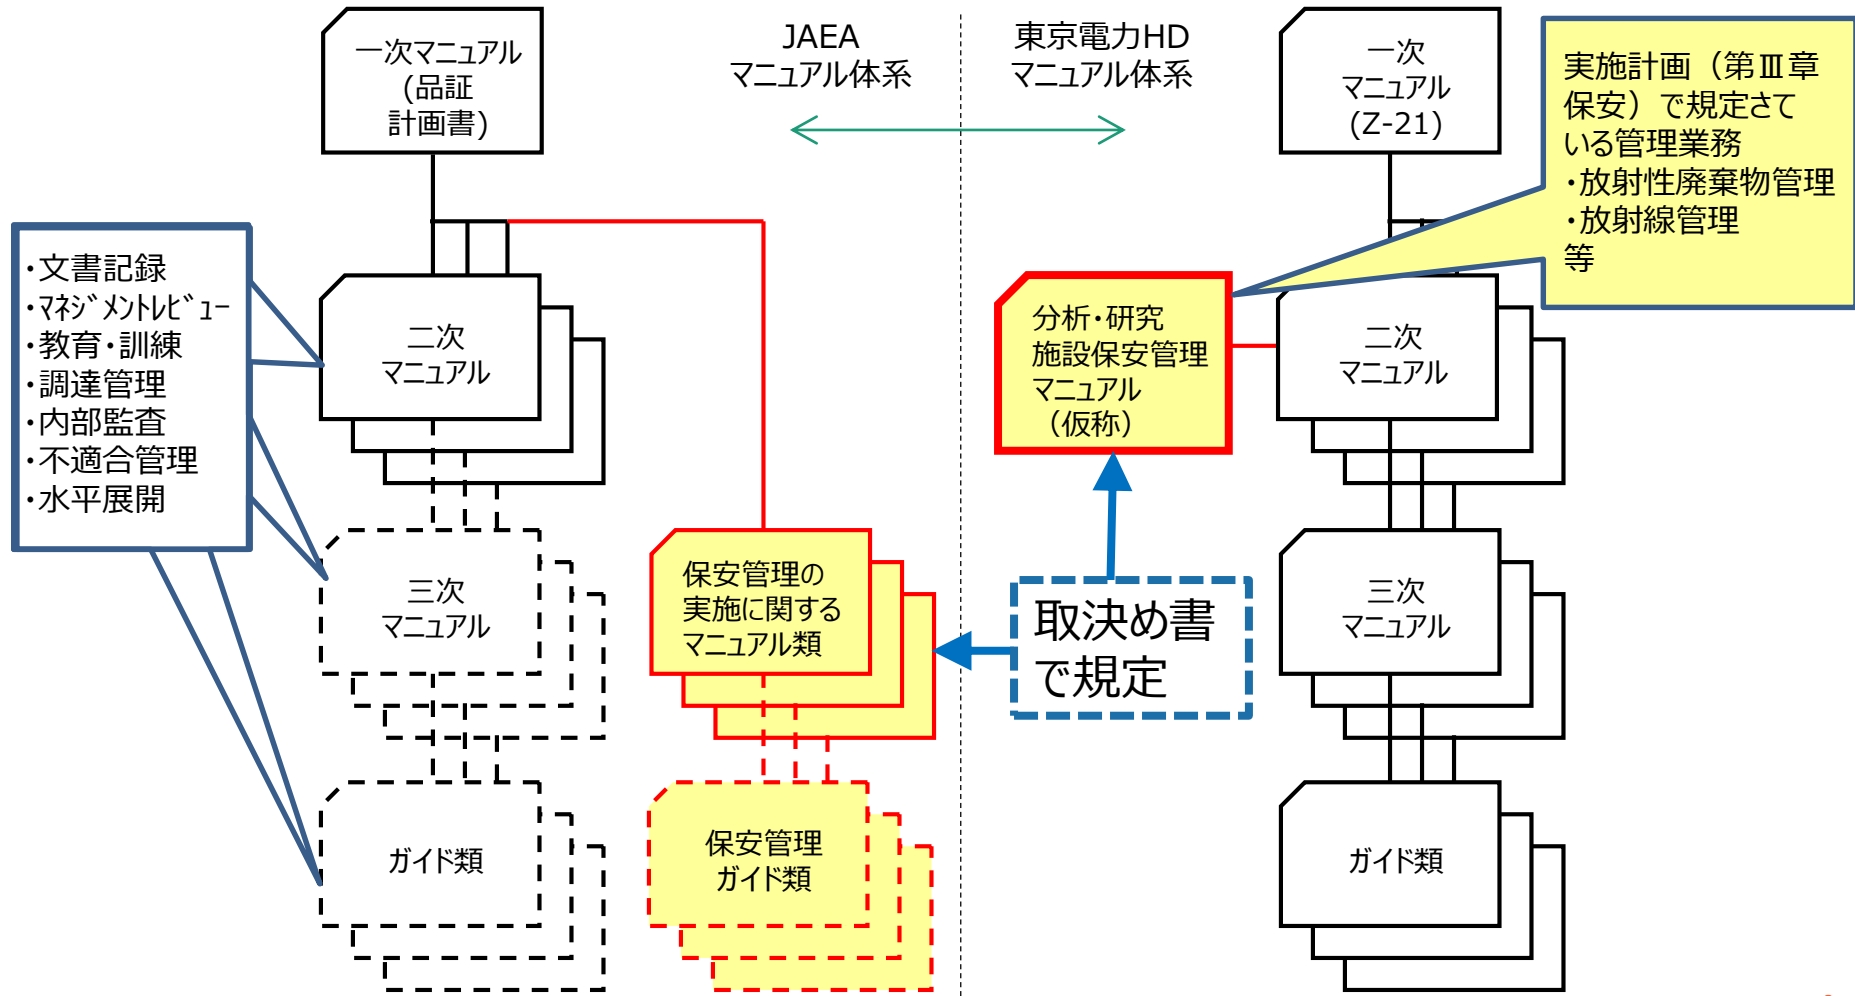 一次マニュアル
(品証
計画書)
JAEA
マニュアル体系
東京電力HD
マニュアル体系
一次
マニュアル
(Z-21)
実施計画（第Ⅲ章
保安）で規定さて
いる管理業務
・放射性廃棄物管理
・放射線管理
等
・文書記録
・ﾏﾈｼﾞﾒﾝﾄﾚﾋﾞｭｰ
・教育・訓練
・調達管理
・内部監査
・不適合管理
・水平展開
二次
マニュアル
分析・研究
施設保安管理
マニュアル
（仮称）
二次
マニュアル
三次
マニュアル
保安管理の
実施に関する
マニュアル類
取決め書
で規定
三次
マニュアル
ガイド類
保安管理
ガイド類
ガイド類